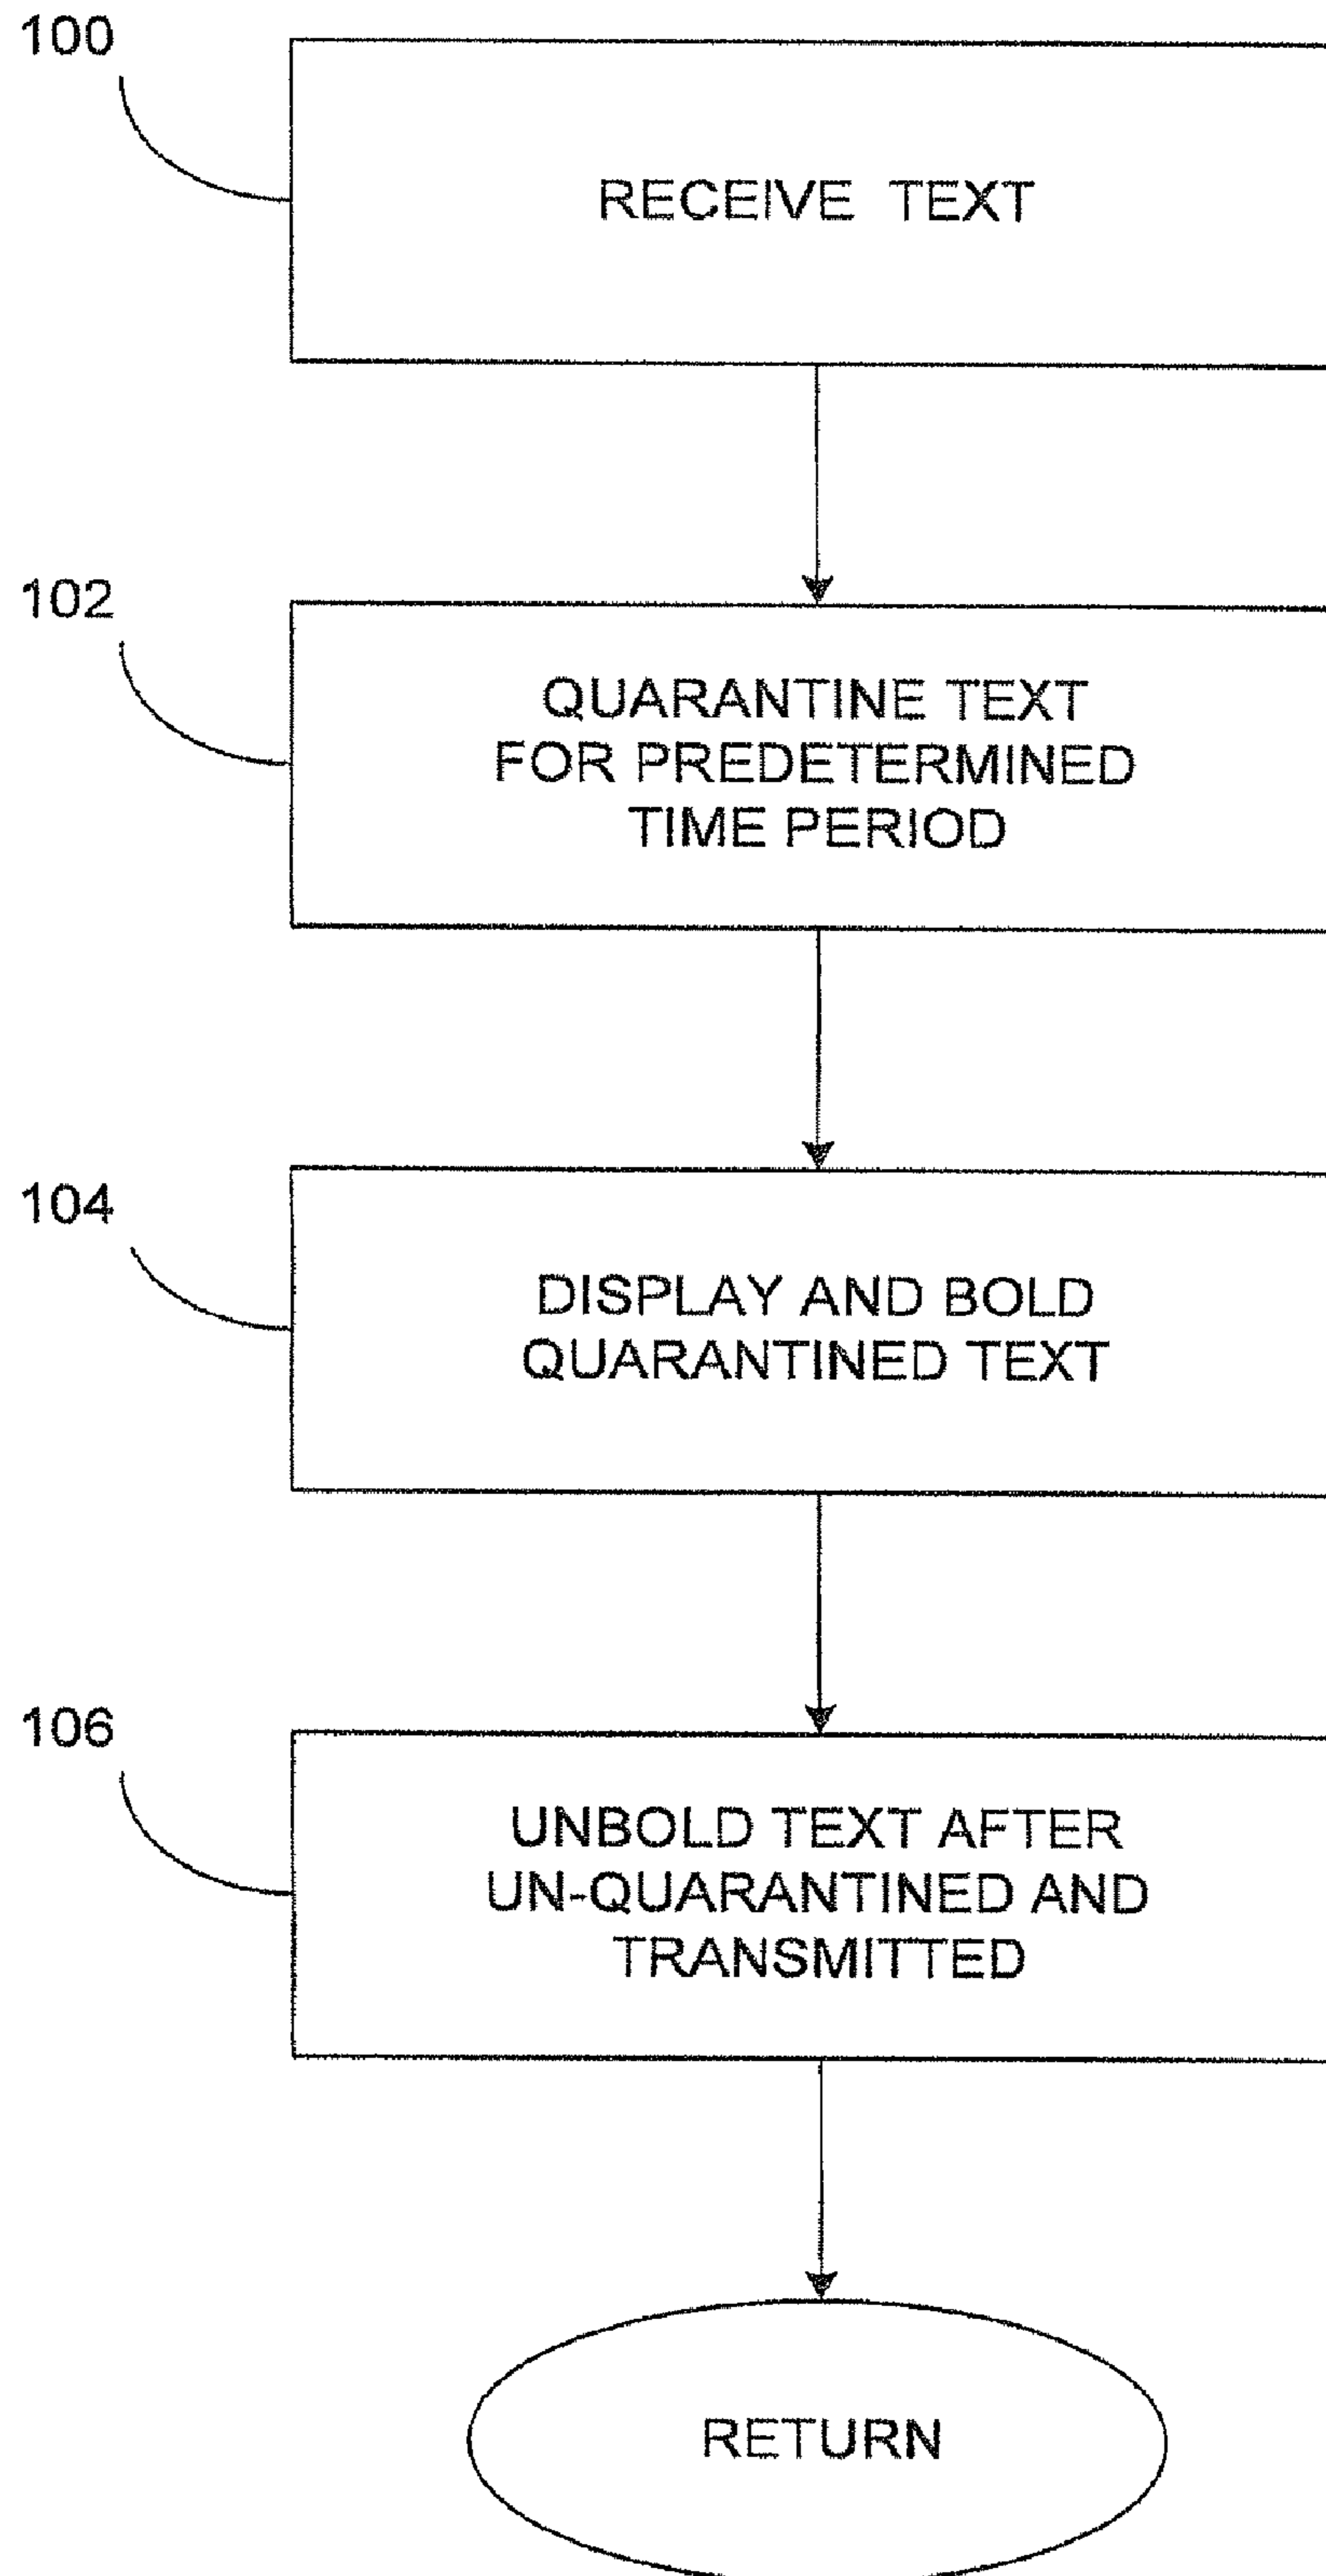 100
RECEIVE TEXT
102
QUARANTINE TEXT
FOR PREDETERMINED
TIME PERIOD
104
DISPLAY AND BOLD
QUARANTINED TEXT
106
UNBOLD TEXT AFTER
UN-QUARANTINED AND
TRANSMITTED
RETURN